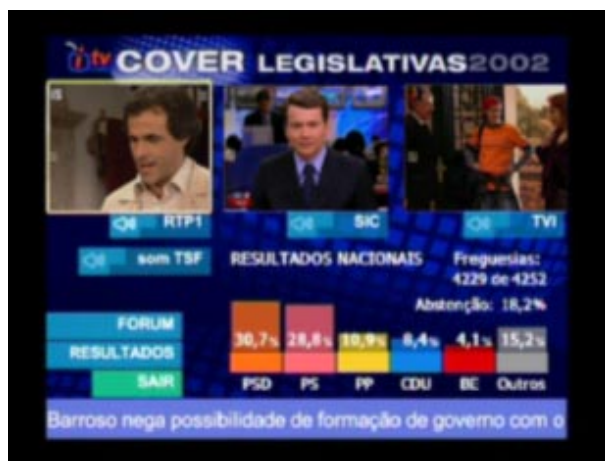 itv COVER LEGISLATIVAS2002
RTP1
SIC
TVI
som TSF
RESULTADOS NACIONAIS
Freguesias:
4229 de 4252
Abstenção: 18,2%
FORUM
RESULTADOS
SAIR
30,7% 28,8% 10,9% 8,4% 4,1% 15,2%
PSD PS PP CDU BE Outros
Barroso nega possibilidade de formação de governo com o